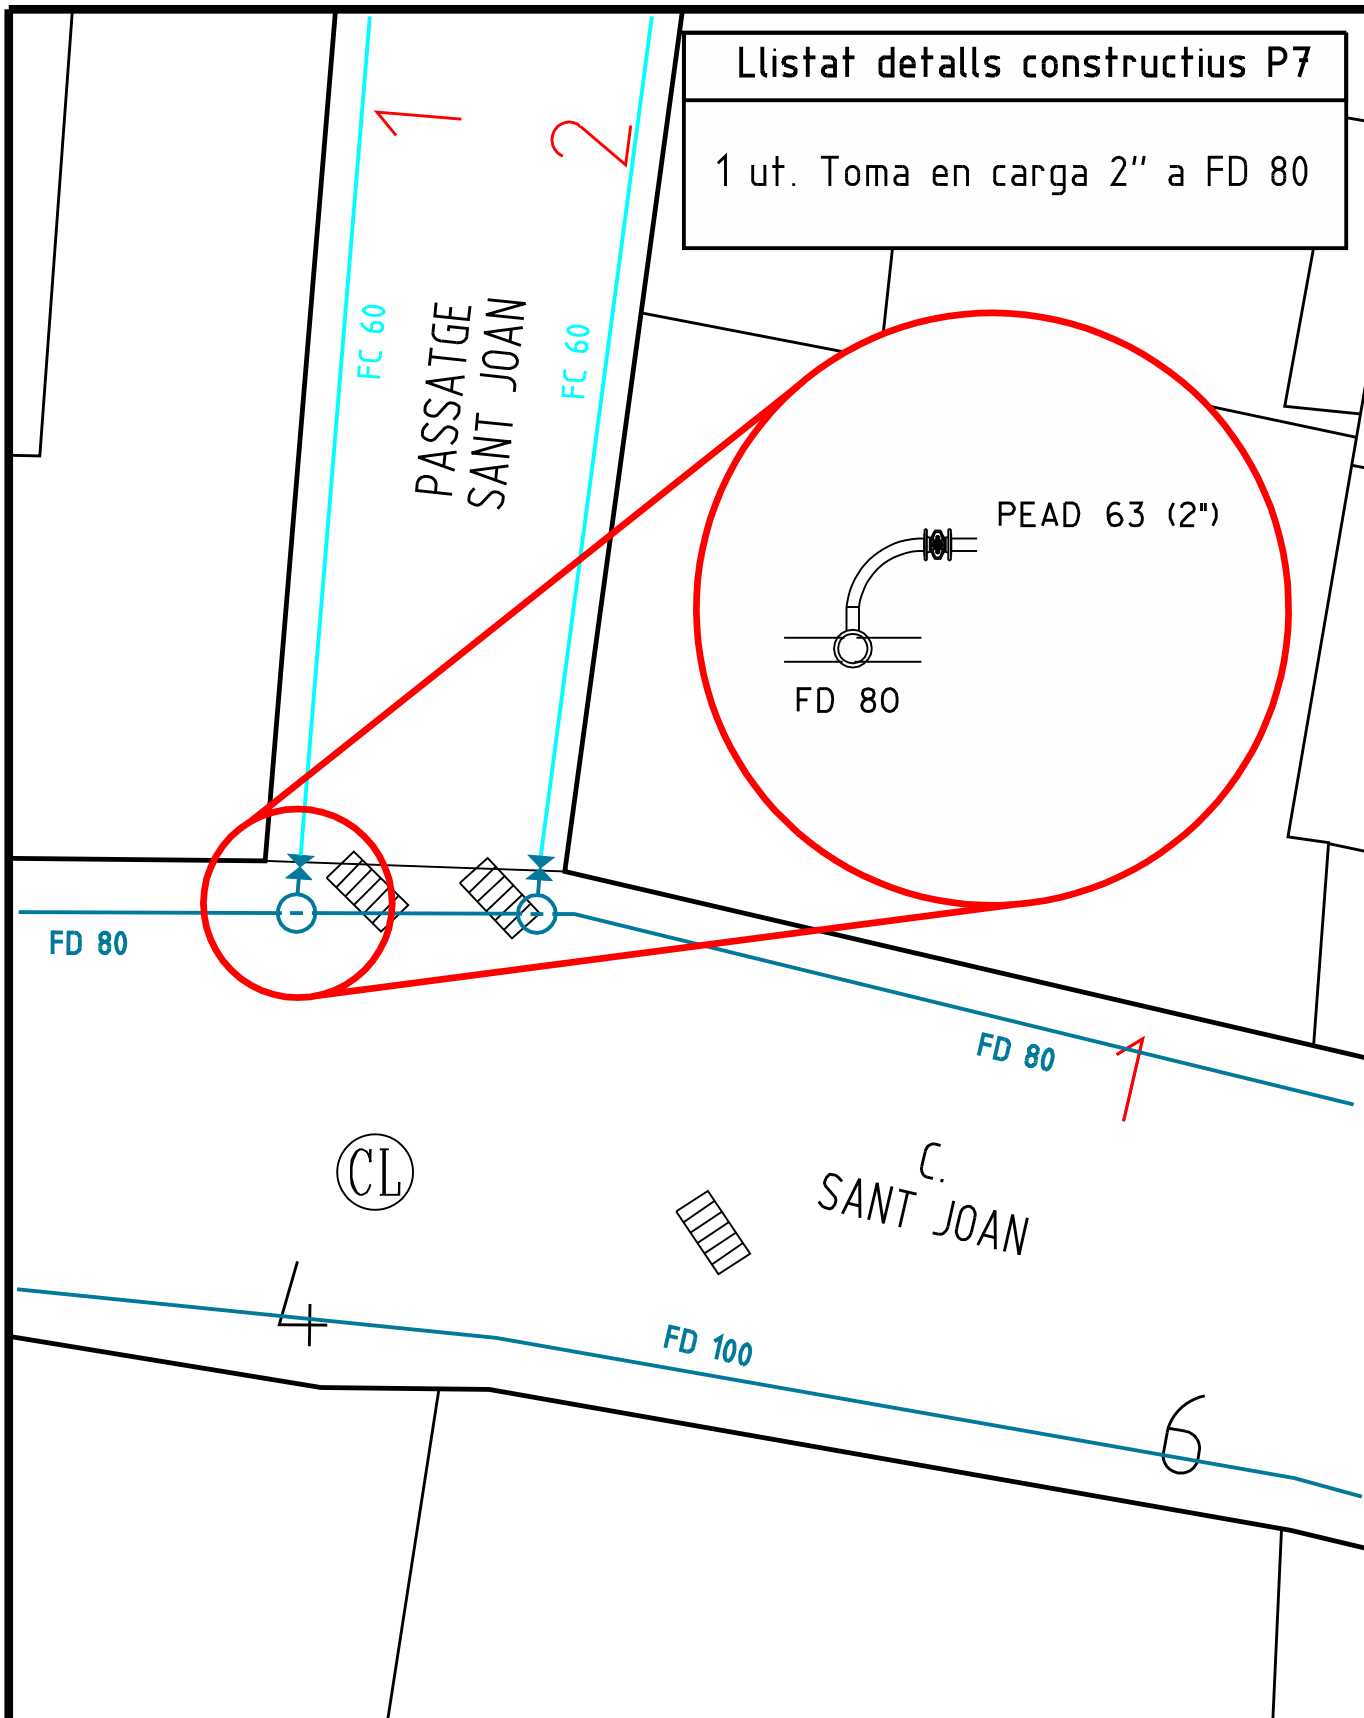 Llistat detalls constructius P7
1 ut. Toma en carga 2" a FD 80
1
2
FC 60
FC 60
PASSATGE
SANT JOAN
PEAD 63 (2")
FD 80
FD 80
FD 80
1
CL
C.
SANT JOAN
4
FD 100
6